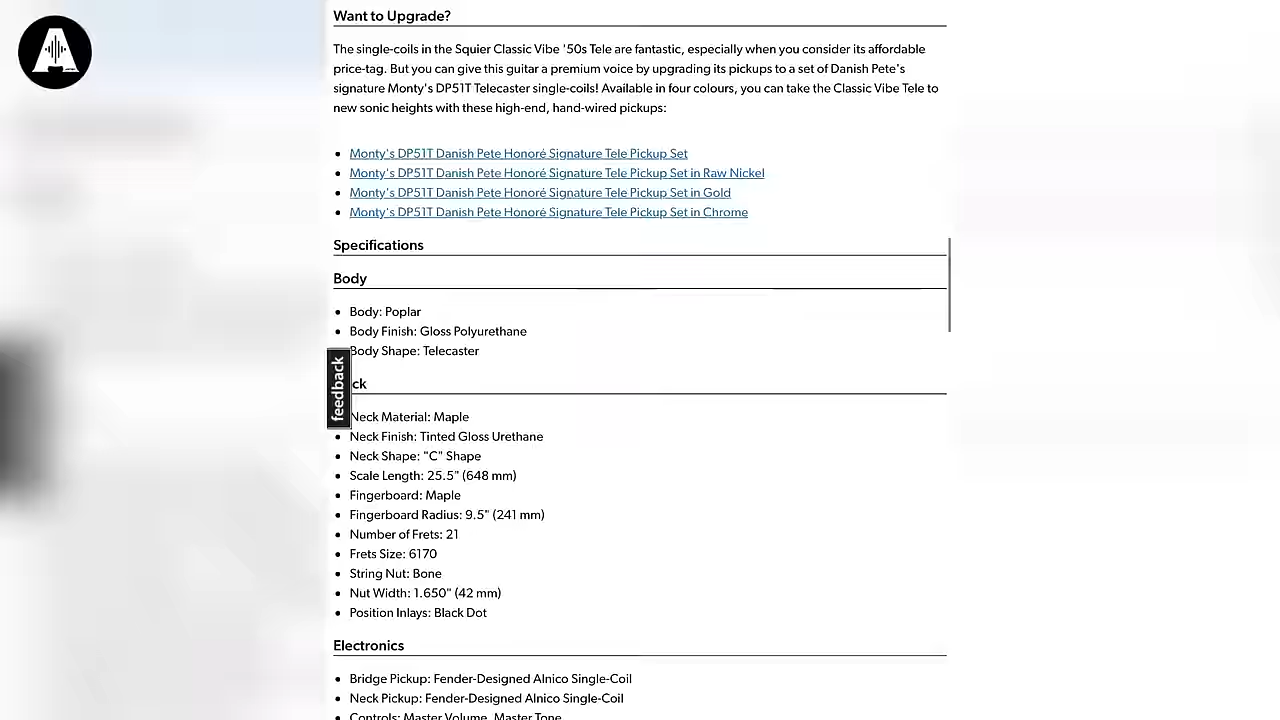 Want to Upgrade?
The single-coils in the Squier Classic Vibe '50s Tele are fantastic, especially when you consider its affordable
price-tag. But you can give this guitar a premium voice by upgrading its pickups to a set of Danish Pete's
signature Monty's DP51T Telecaster single-coils! Available in four colours, you can take the Classic Vibe Tele to
new sonic heights with these high-end, hand-wired pickups:
Monty's DP51T Danish Pete Honoré Signature Tele Pickup Set
Monty's DP51T Danish Pete Honoré Signature Tele Pickup Set in Raw Nickel
Monty's DP51T Danish Pete Honoré Signature Tele Pickup Set in Gold
Monty's DP51T Danish Pete Honoré Signature Tele Pickup Set in Chrome
Specifications
Body
Body: Poplar
Body Finish: Gloss Polyurethane
Body Shape: Telecaster
feedback
ck
Neck Material: Maple
Neck Finish: Tinted Gloss Urethane
Neck Shape: "C" Shape
Scale Length: 25.5" (648 mm)
Fingerboard: Maple
Fingerboard Radius: 9.5" (241 mm)
Number of Frets: 21
Frets Size: 6170
String Nut: Bone
Nut Width: 1.650" (42 mm)
Position Inlays: Black Dot
Electronics
Bridge Pickup: Fender-Designed Alnico Single-Coil
Neck Pickup: Fender-Designed Alnico Single-Coil
Controls: Master Volume, Master Tone